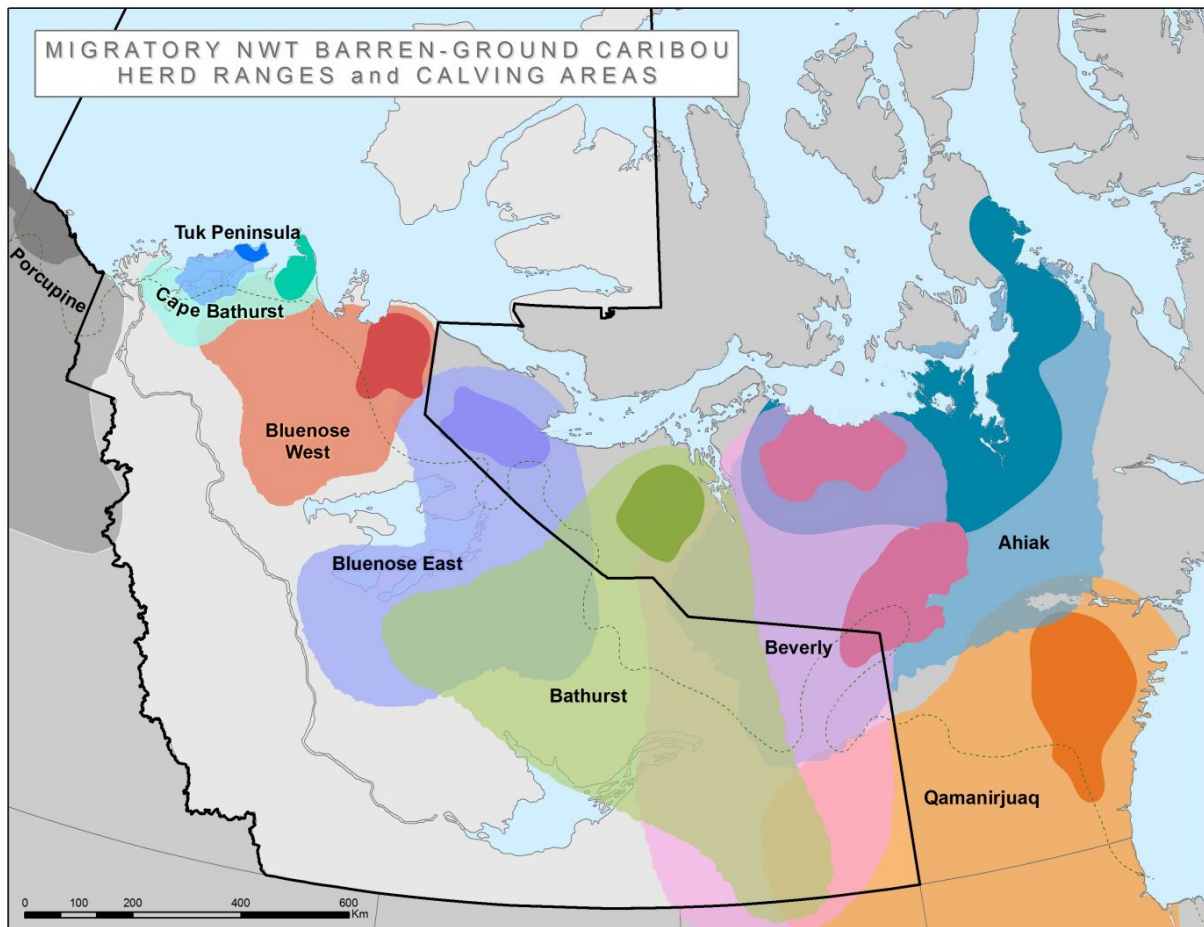 MIGRATORY NWT BARREN-GROUND CARIBOU
HERD RANGES and CALVING AREAS
Tuk Peninsula
Porcupine
Cape Bathurst
Bluenose
West
Bluenose East
Ahiak
Beverly
Bathurst
Qamanirjuaq
0 100 200 400 600
Km